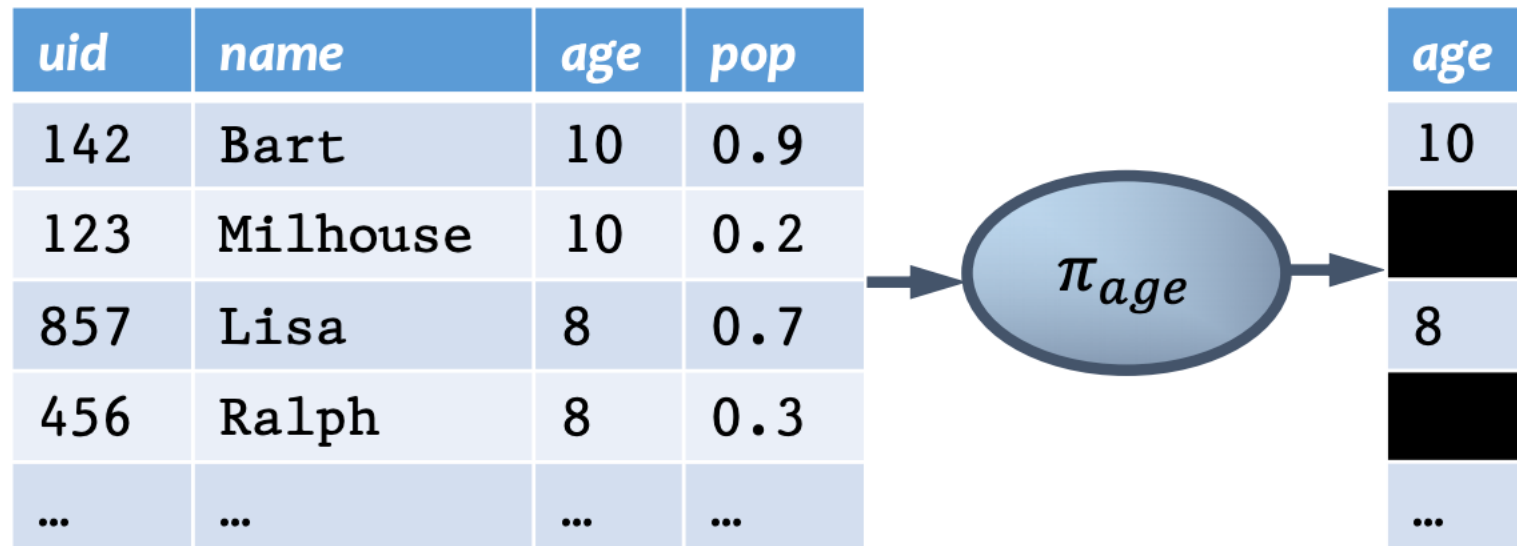 uid name age pop age
142 Bart 10 0.9 10
123 Milhouse 10 0.2
π_age
857 Lisa 8 0.7 8
456 Ralph 8 0.3
… … … … …